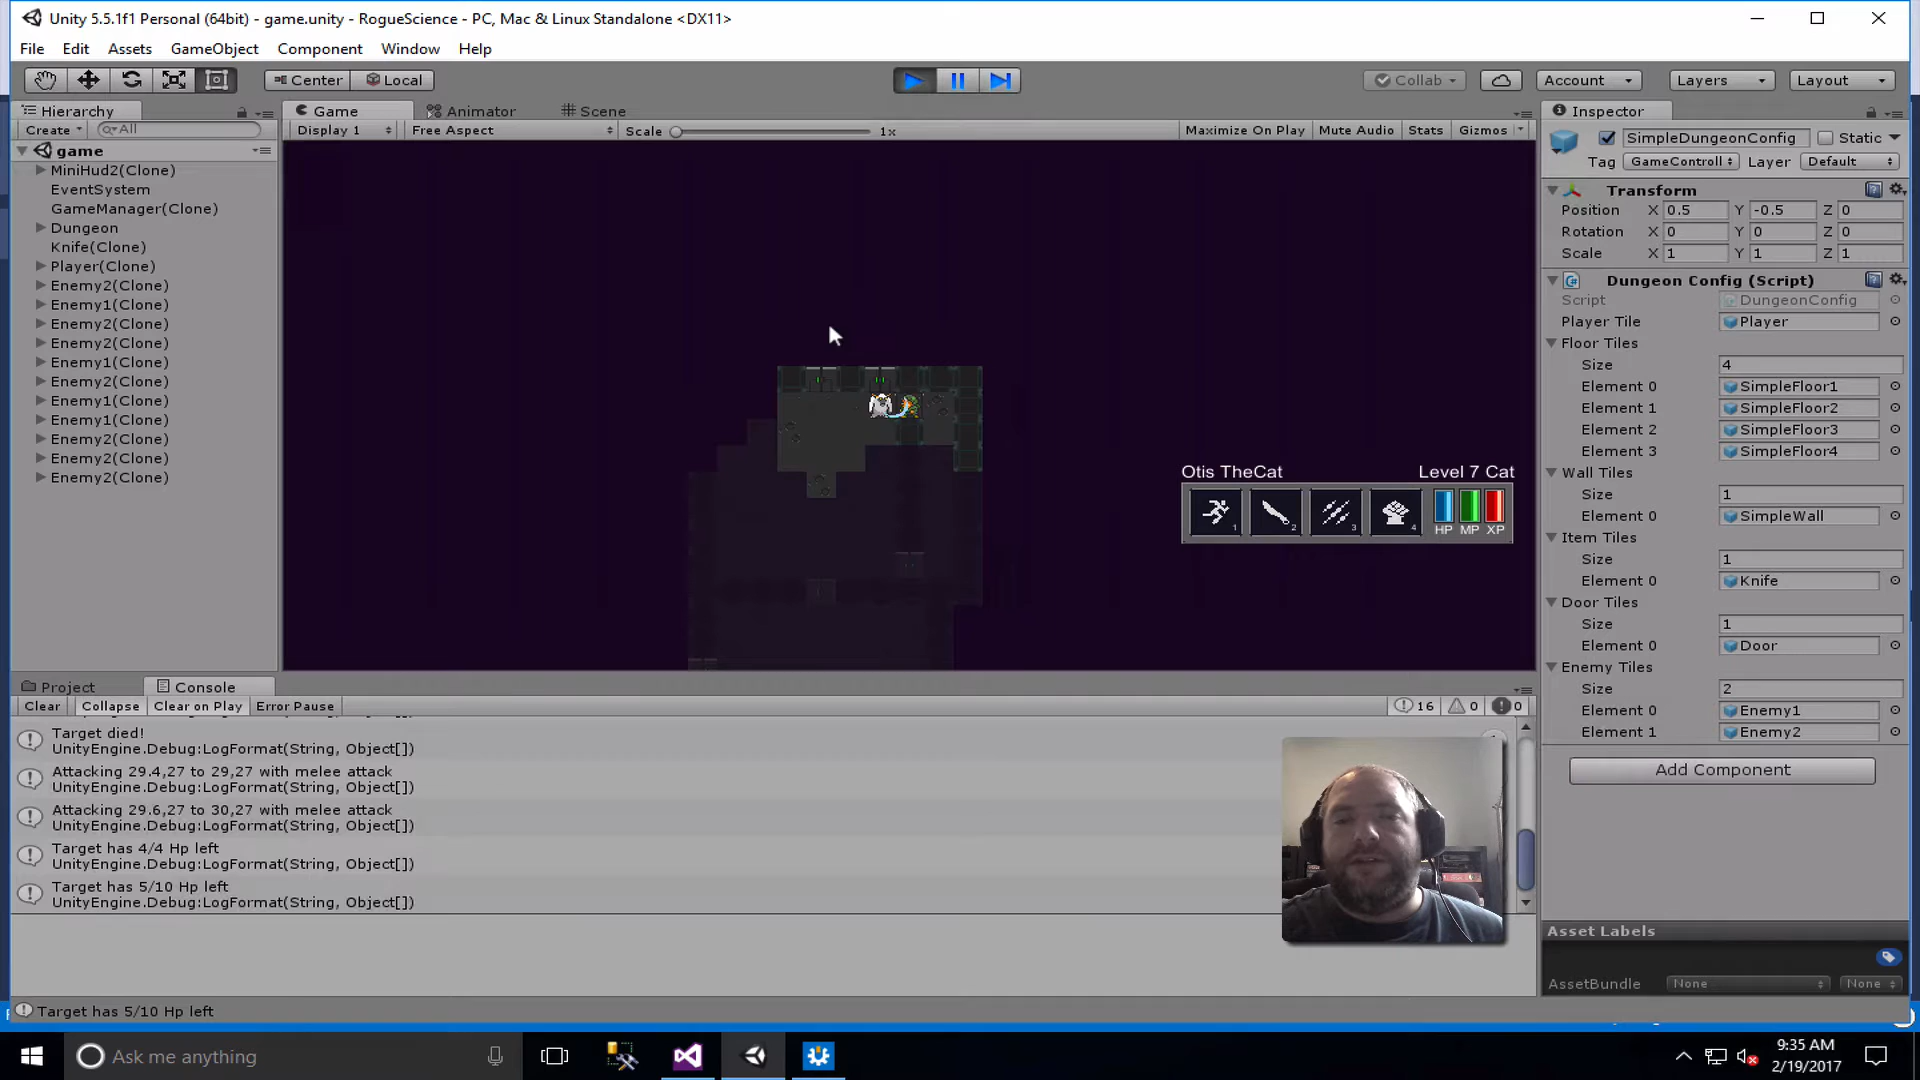 Unity 5.5.1f1 Personal (64bit) - game.unity - RogueScience - PC, Mac & Linux Standalone <DX11>
File Edit Assets GameObject Component Window Help
Center Local Collab Account Layers Layout
Hierarchy
Create All
game
MiniHud2(Clone)
EventSystem
GameManager(Clone)
Dungeon
Knife(Clone)
Player(Clone)
Enemy2(Clone)
Enemy1(Clone)
Enemy2(Clone)
Enemy2(Clone)
Enemy1(Clone)
Enemy2(Clone)
Enemy1(Clone)
Enemy1(Clone)
Enemy2(Clone)
Enemy2(Clone)
Enemy2(Clone)
Game Animator Scene
Display 1 Free Aspect Scale 1x Maximize On Play Mute Audio Stats Gizmos
Otis TheCat Level 7 Cat
1 2 3 4 HP MP XP
Inspector
SimpleDungeonConfig Static
Tag GameControll Layer Default
Transform
Position X 0.5 Y -0.5 Z 0
Rotation X 0 Y 0 Z 0
Scale X 1 Y 1 Z 1
Dungeon Config (Script)
Script DungeonConfig
Player Tile Player
Floor Tiles
Size 4
Element 0 SimpleFloor1
Element 1 SimpleFloor2
Element 2 SimpleFloor3
Element 3 SimpleFloor4
Wall Tiles
Size 1
Element 0 SimpleWall
Item Tiles
Size 1
Element 0 Knife
Door Tiles
Size 1
Element 0 Door
Enemy Tiles
Size 2
Element 0 Enemy1
Element 1 Enemy2
Add Component
Asset Labels
AssetBundle None None
Project Console
Clear Collapse Clear on Play Error Pause 16 0 0
Target died!
UnityEngine.Debug:LogFormat(String, Object[])
Attacking 29.4,27 to 29,27 with melee attack
UnityEngine.Debug:LogFormat(String, Object[])
Attacking 29.6,27 to 30,27 with melee attack
UnityEngine.Debug:LogFormat(String, Object[])
Target has 4/4 Hp left
UnityEngine.Debug:LogFormat(String, Object[])
Target has 5/10 Hp left
UnityEngine.Debug:LogFormat(String, Object[])
Target has 5/10 Hp left
Ask me anything
9:35 AM
2/19/2017